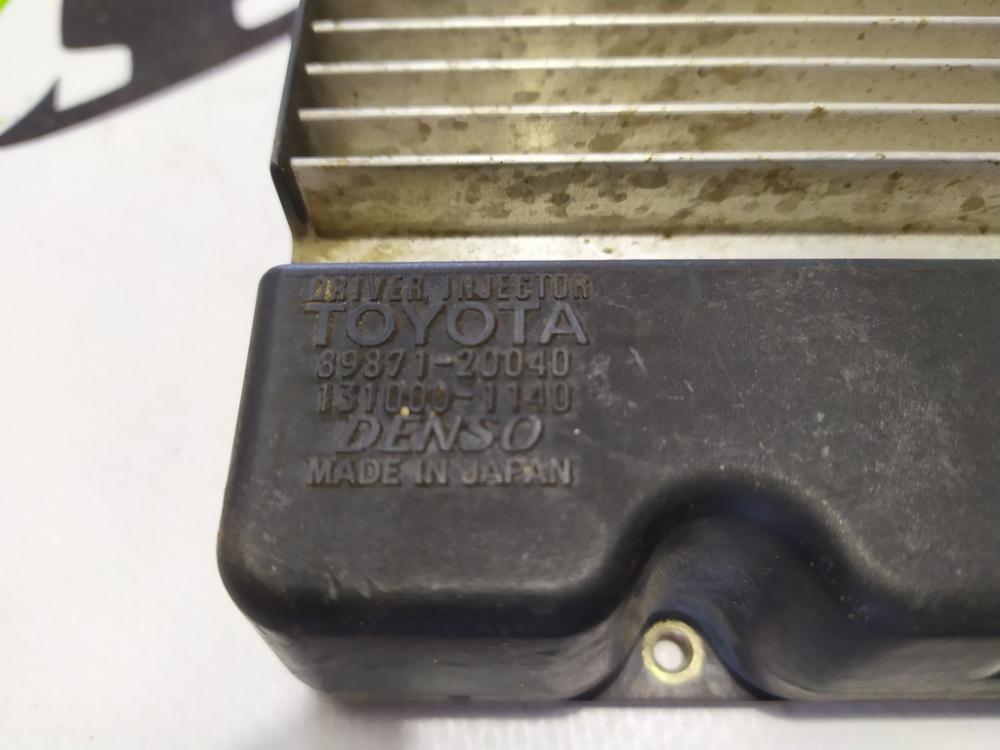 DRIVER, INJECTOR
TOYOTA
89871-20040
131000-1140
DENSO
MADE IN JAPAN